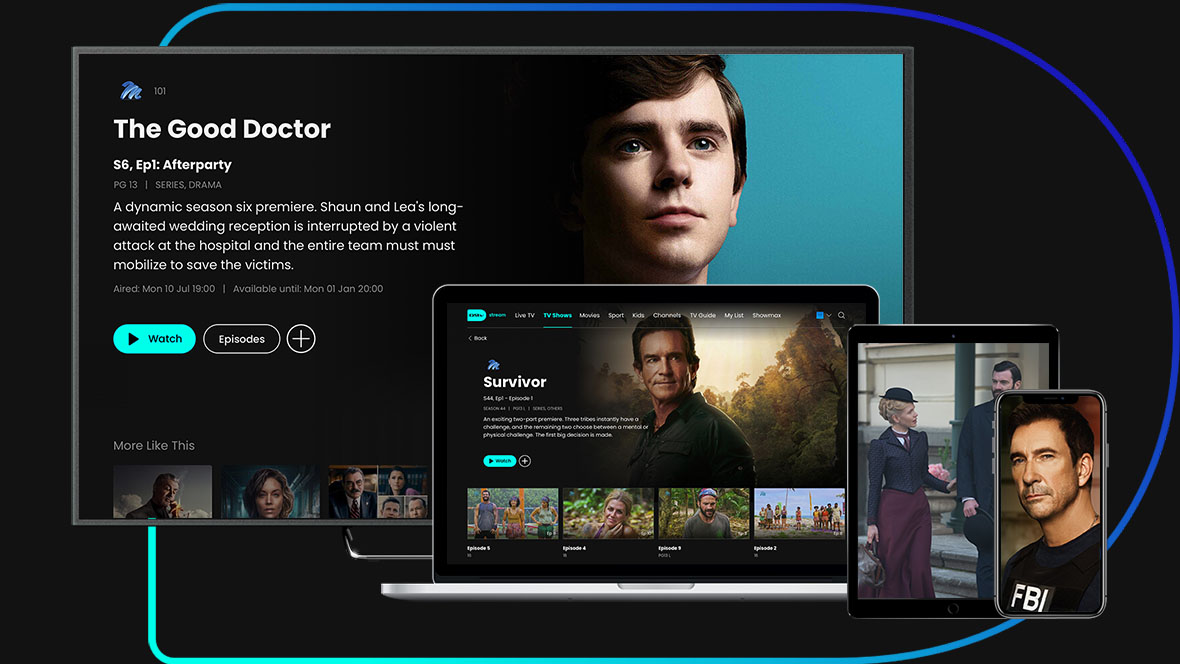 101
The Good Doctor
S6, Ep1: Afterparty
PG 13 | SERIES, DRAMA
A dynamic season six premiere. Shaun and Lea's long-
awaited wedding reception is interrupted by a violent
attack at the hospital and the entire team must must
mobilize to save the victims.
Aired: Mon 10 Jul 19:00 | Available until: Mon 01 Jan 20:00
Watch Episodes
More Like This
DStv stream Live TV TV Shows Movies Sport Kids Channels TV Guide My List Showmax
Back
Survivor
S44, Ep1 - Episode 1
SEASON 44 | PG13 L | SERIES, OTHERS
An exciting two-part premiere. Three tribes instantly have a
challenge, and the remaining two choose between a mental or
physical challenge. The first big decision is made.
Watch
Episode 5 Episode 4 Episode 9 Episode 2
PG13 L
FBI